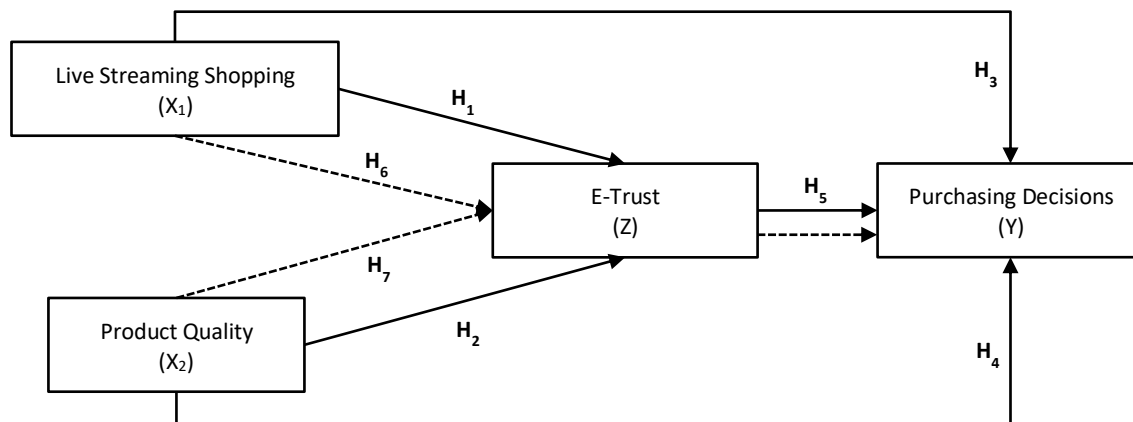 Live Streaming Shopping
(X₁)
H₃
H₁
H₆
E-Trust
(Z)
H₅
Purchasing Decisions
(Y)
H₇
Product Quality
(X₂)
H₂
H₄